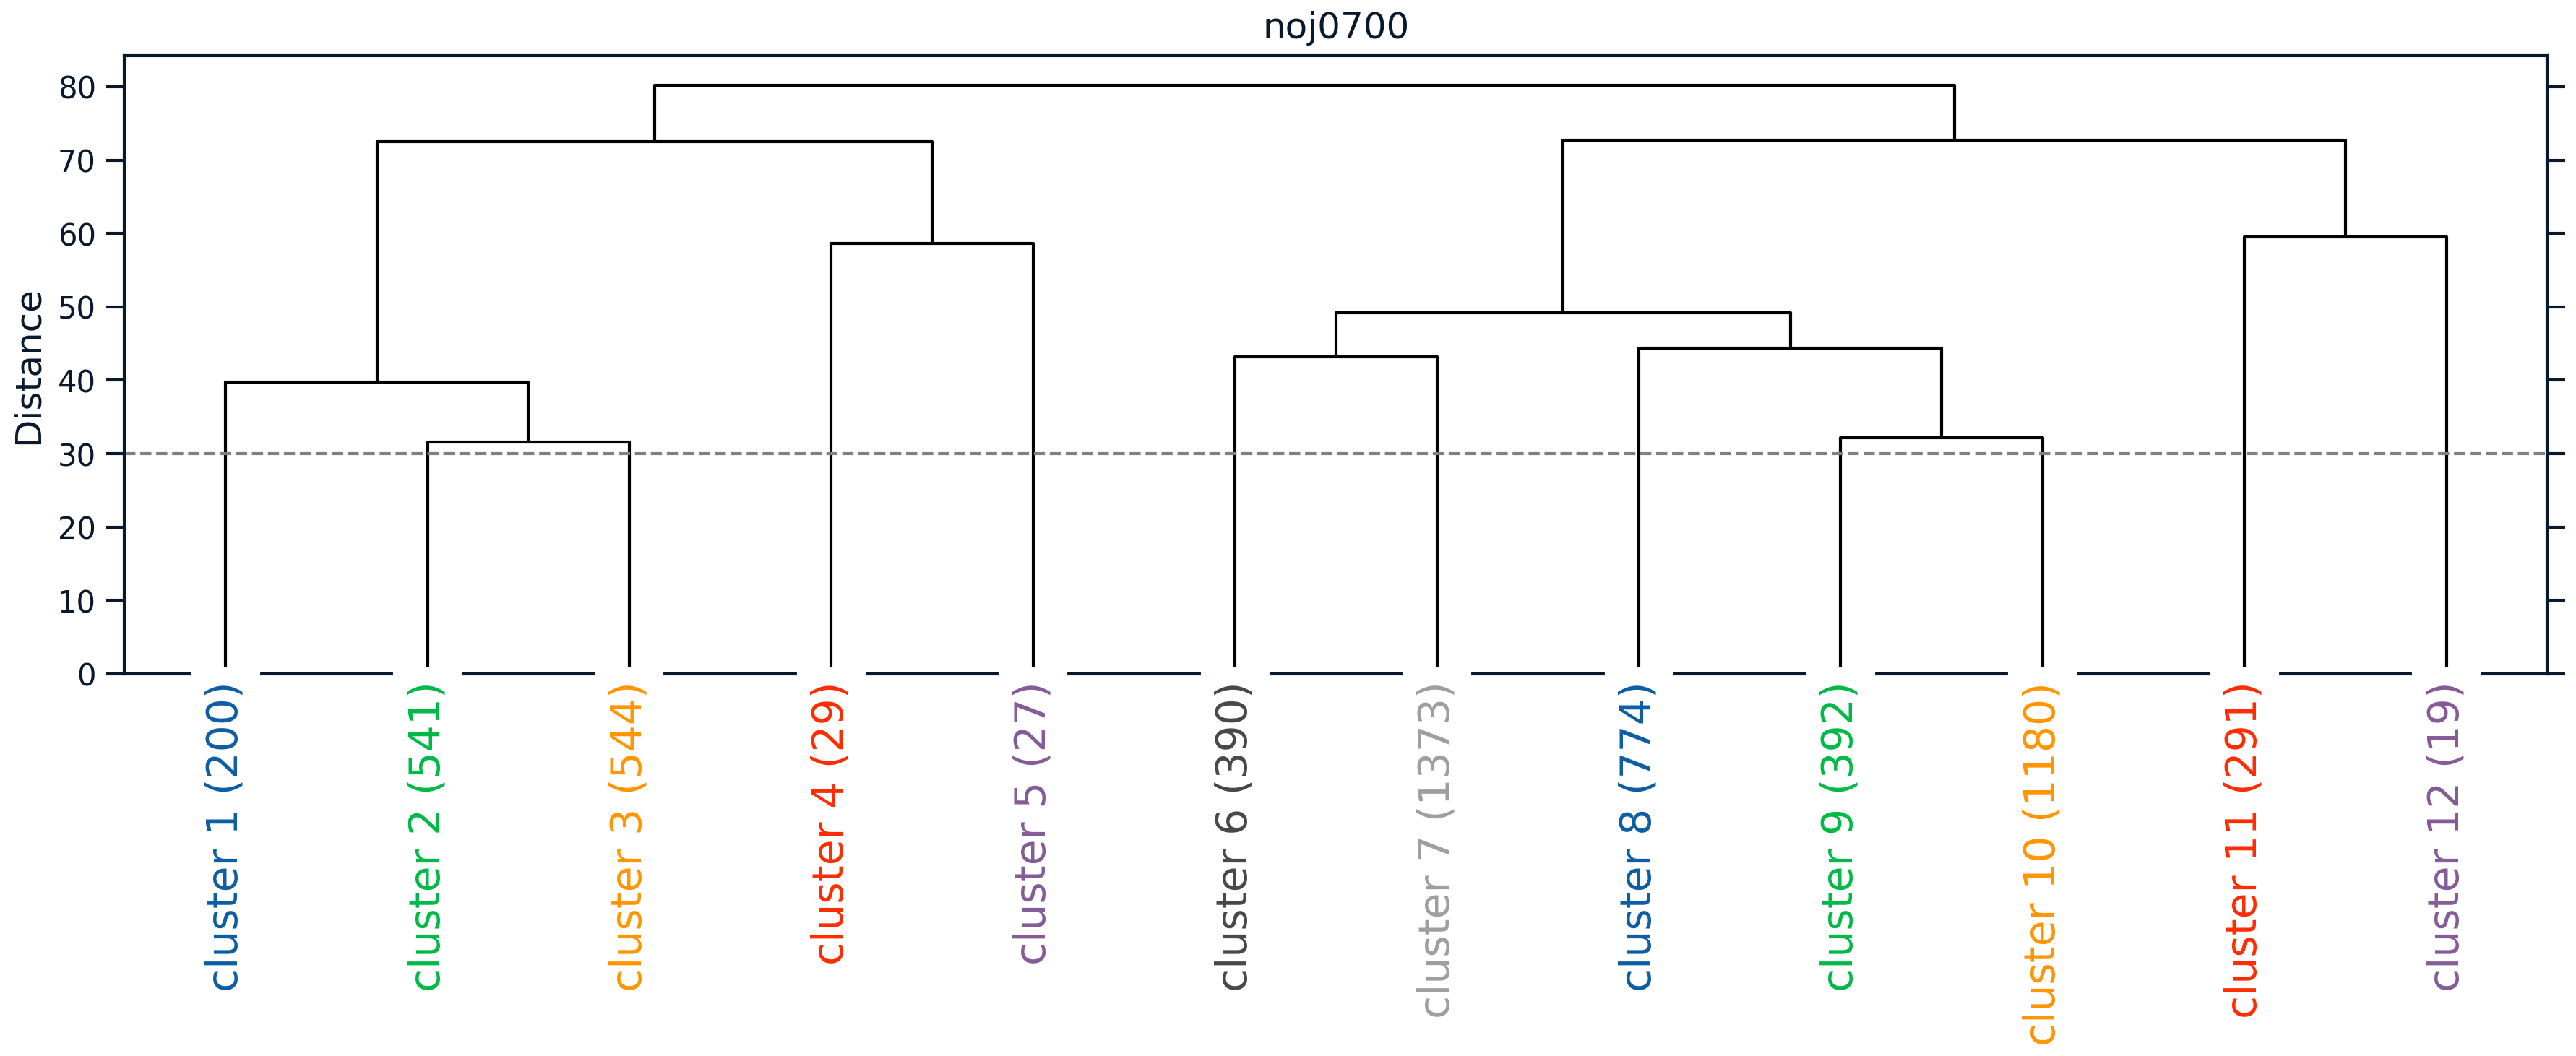 noj0700
Distance
80
70
60
50
40
30
20
10
0
cluster 1 (200)
cluster 2 (541)
cluster 3 (544)
cluster 4 (29)
cluster 5 (27)
cluster 6 (390)
cluster 7 (1373)
cluster 8 (774)
cluster 9 (392)
cluster 10 (1180)
cluster 11 (291)
cluster 12 (19)